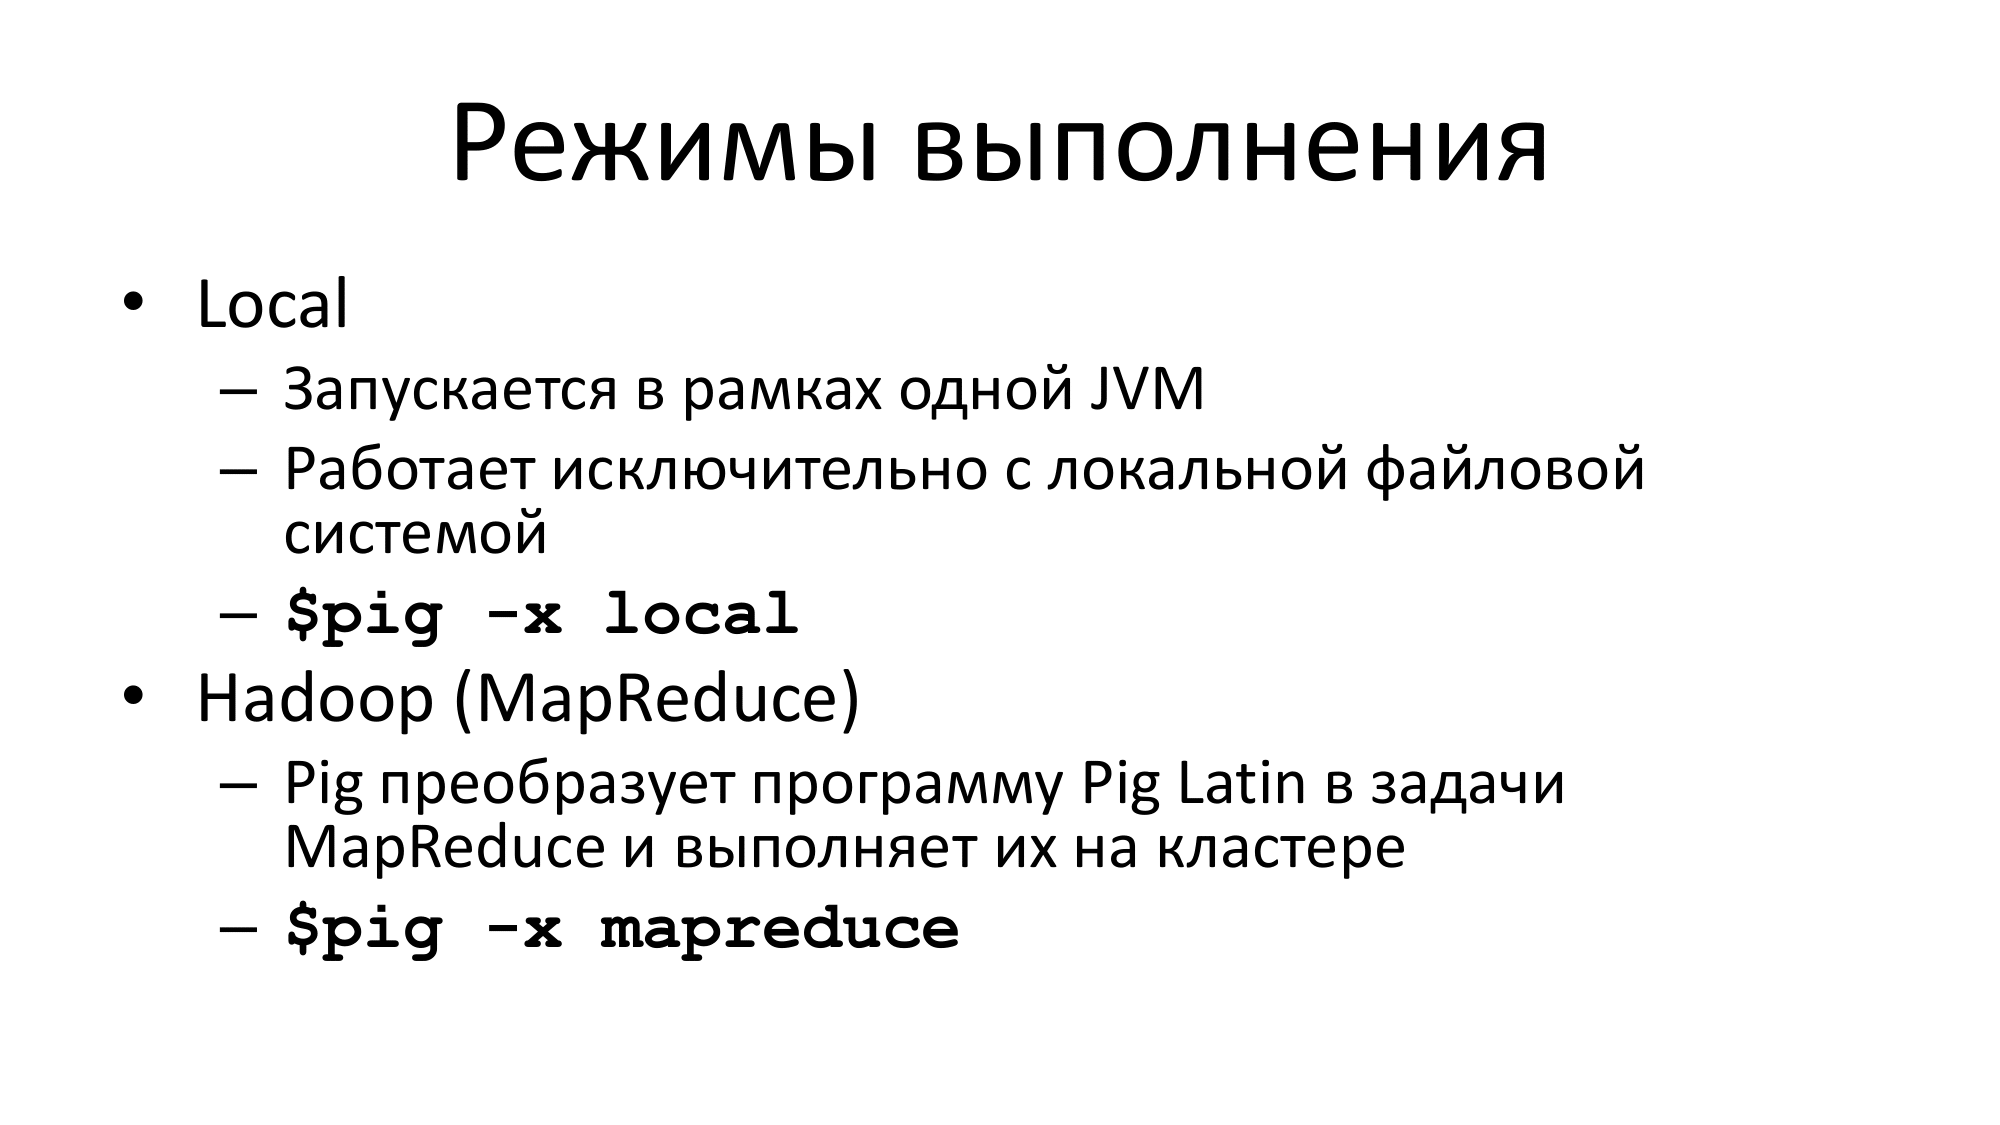 Режимы выполнения
• Local
– Запускается в рамках одной JVM
– Работает исключительно с локальной файловой
системой
– $pig -x local
• Hadoop (MapReduce)
– Pig преобразует программу Pig Latin в задачи
MapReduce и выполняет их на кластере
– $pig -x mapreduce